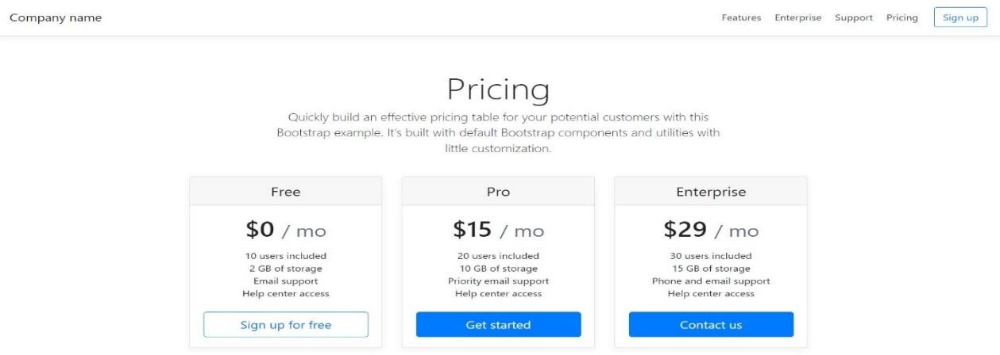 Company name
Features Enterprise Support Pricing Sign up
Pricing
Quickly build an effective pricing table for your potential customers with this
Bootstrap example. It's built with default Bootstrap components and utilities with
little customization.
Free
$0 / mo
10 users included
2 GB of storage
Email support
Help center access
Sign up for free
Pro
$15 / mo
20 users included
10 GB of storage
Priority email support
Help center access
Get started
Enterprise
$29 / mo
30 users included
15 GB of storage
Phone and email support
Help center access
Contact us